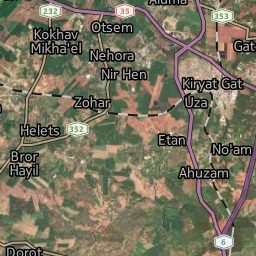 Otsem
232
35
353
Kokhav
Mikha'el
Nehora
Nir Hen
Gat
Kiryat Gat
Zohar
Uza
352
Helets
Etan
Bror
Hayil
No'am
Ahuzam
6
Dorot